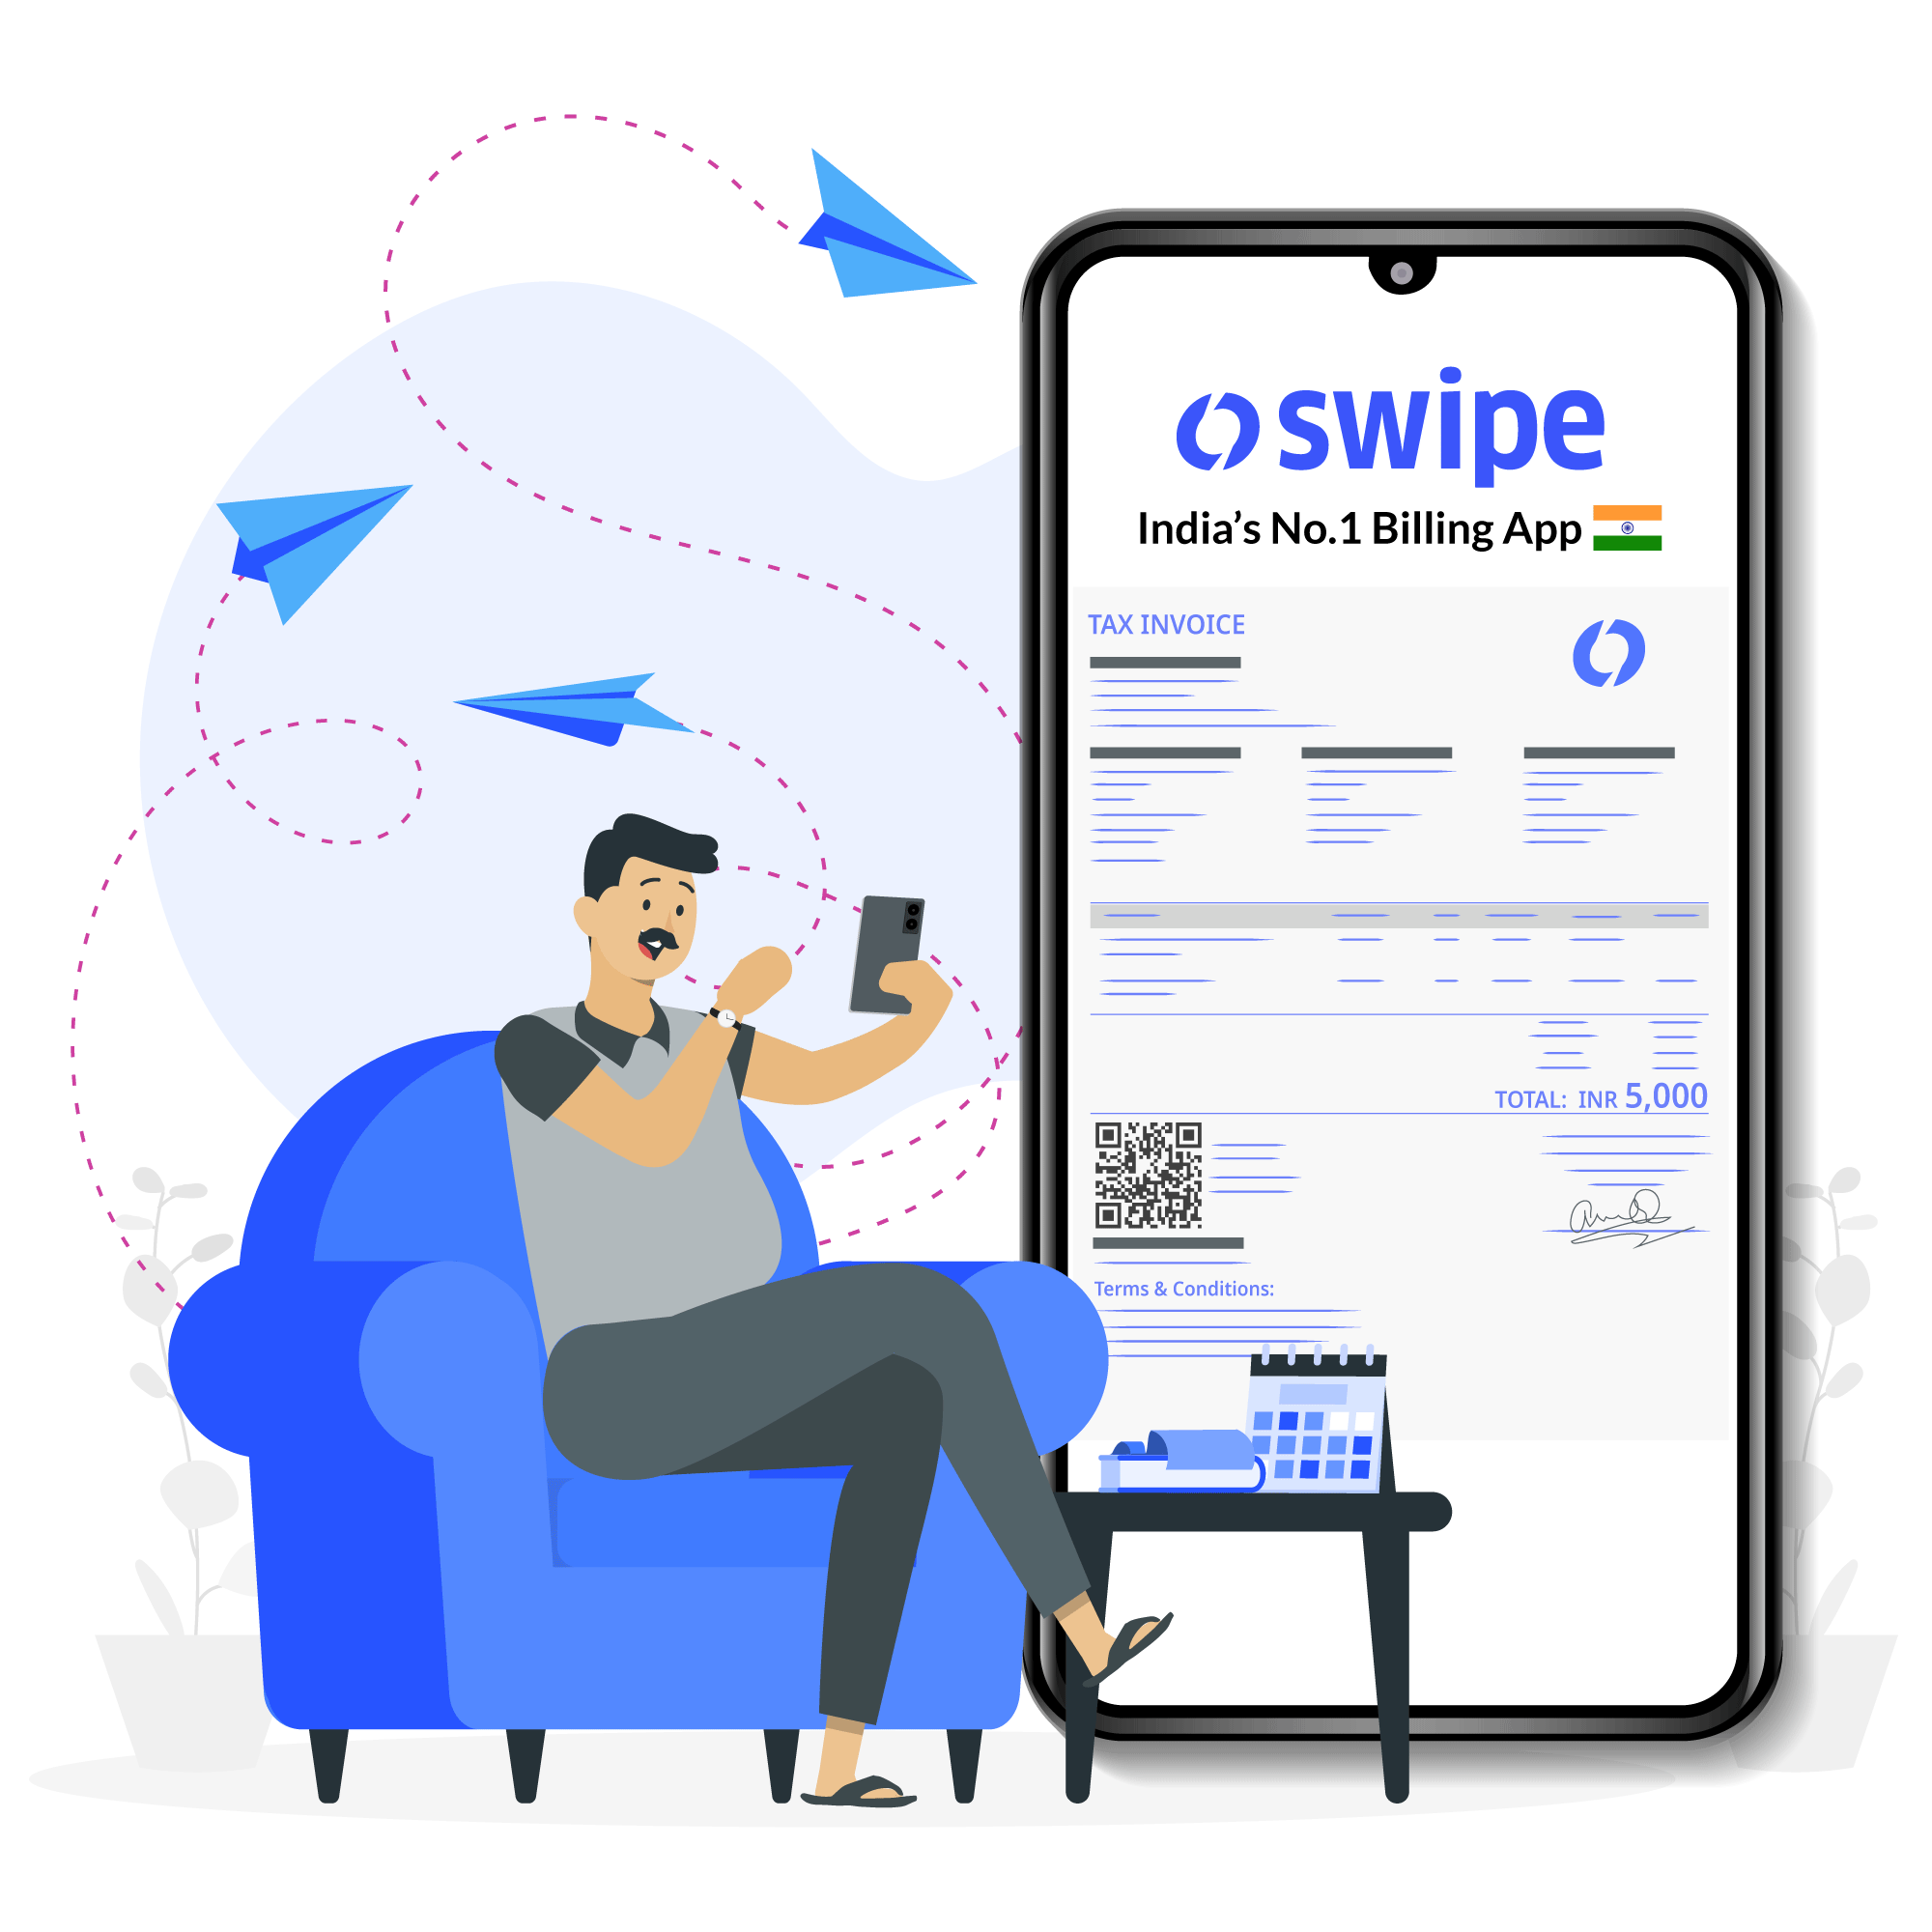 swipe
India's No.1 Billing App
TAX INVOICE
TOTAL: INR 5,000
Terms & Conditions: